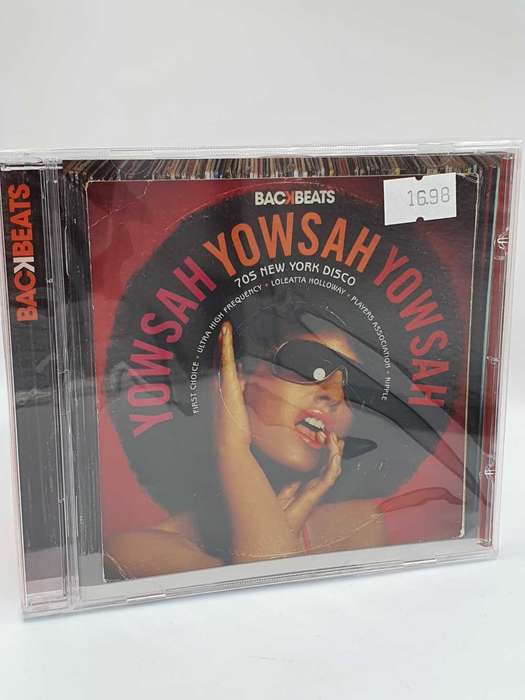 BACKBEATS
BACKBEATS
16.98
YOWSAH YOWSAH YOWSAH
70S NEW YORK DISCO
FIRST CHOICE • ULTRA HIGH FREQUENCY • LOLEATTA HOLLOWAY • PLAYERS ASSOCIATION • RIPPLE